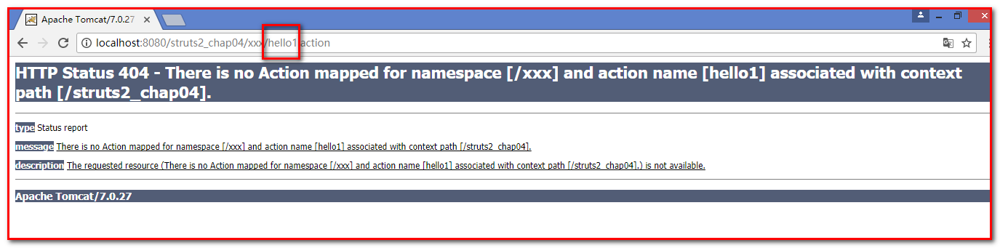 Apache Tomcat/7.0.27
localhost:8080/struts2_chap04/xxx/hello1.action
HTTP Status 404 - There is no Action mapped for namespace [/xxx] and action name [hello1] associated with context
path [/struts2_chap04].
type Status report
message There is no Action mapped for namespace [/xxx] and action name [hello1] associated with context path [/struts2_chap04].
description The requested resource (There is no Action mapped for namespace [/xxx] and action name [hello1] associated with context path [/struts2_chap04].) is not available.
Apache Tomcat/7.0.27